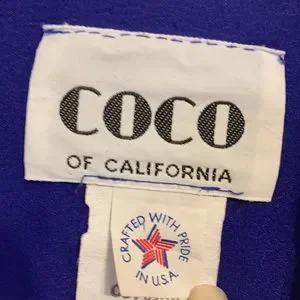 COCO
OF CALIFORNIA
CRAFTED WITH PRIDE
IN U.S.A.